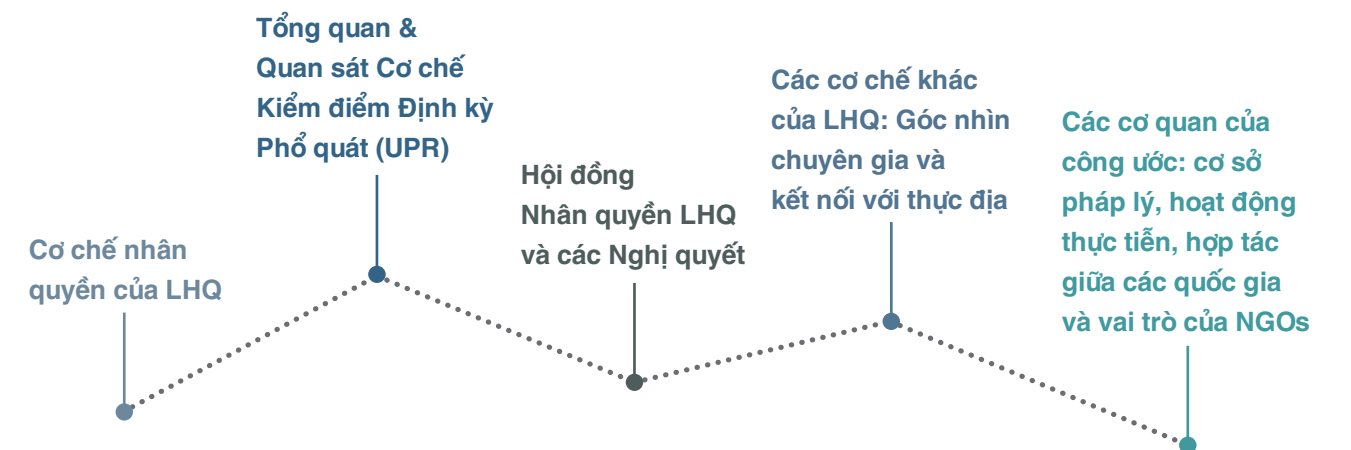 Cơ chế nhân
quyền của LHQ
Tổng quan &
Quan sát Cơ chế
Kiểm điểm Định kỳ
Phổ quát (UPR)
Hội đồng
Nhân quyền LHQ
và các Nghị quyết
Các cơ chế khác
của LHQ: Góc nhìn
chuyên gia và
kết nối với thực địa
Các cơ quan của
công ước: cơ sở
pháp lý, hoạt động
thực tiễn, hợp tác
giữa các quốc gia
và vai trò của NGOs